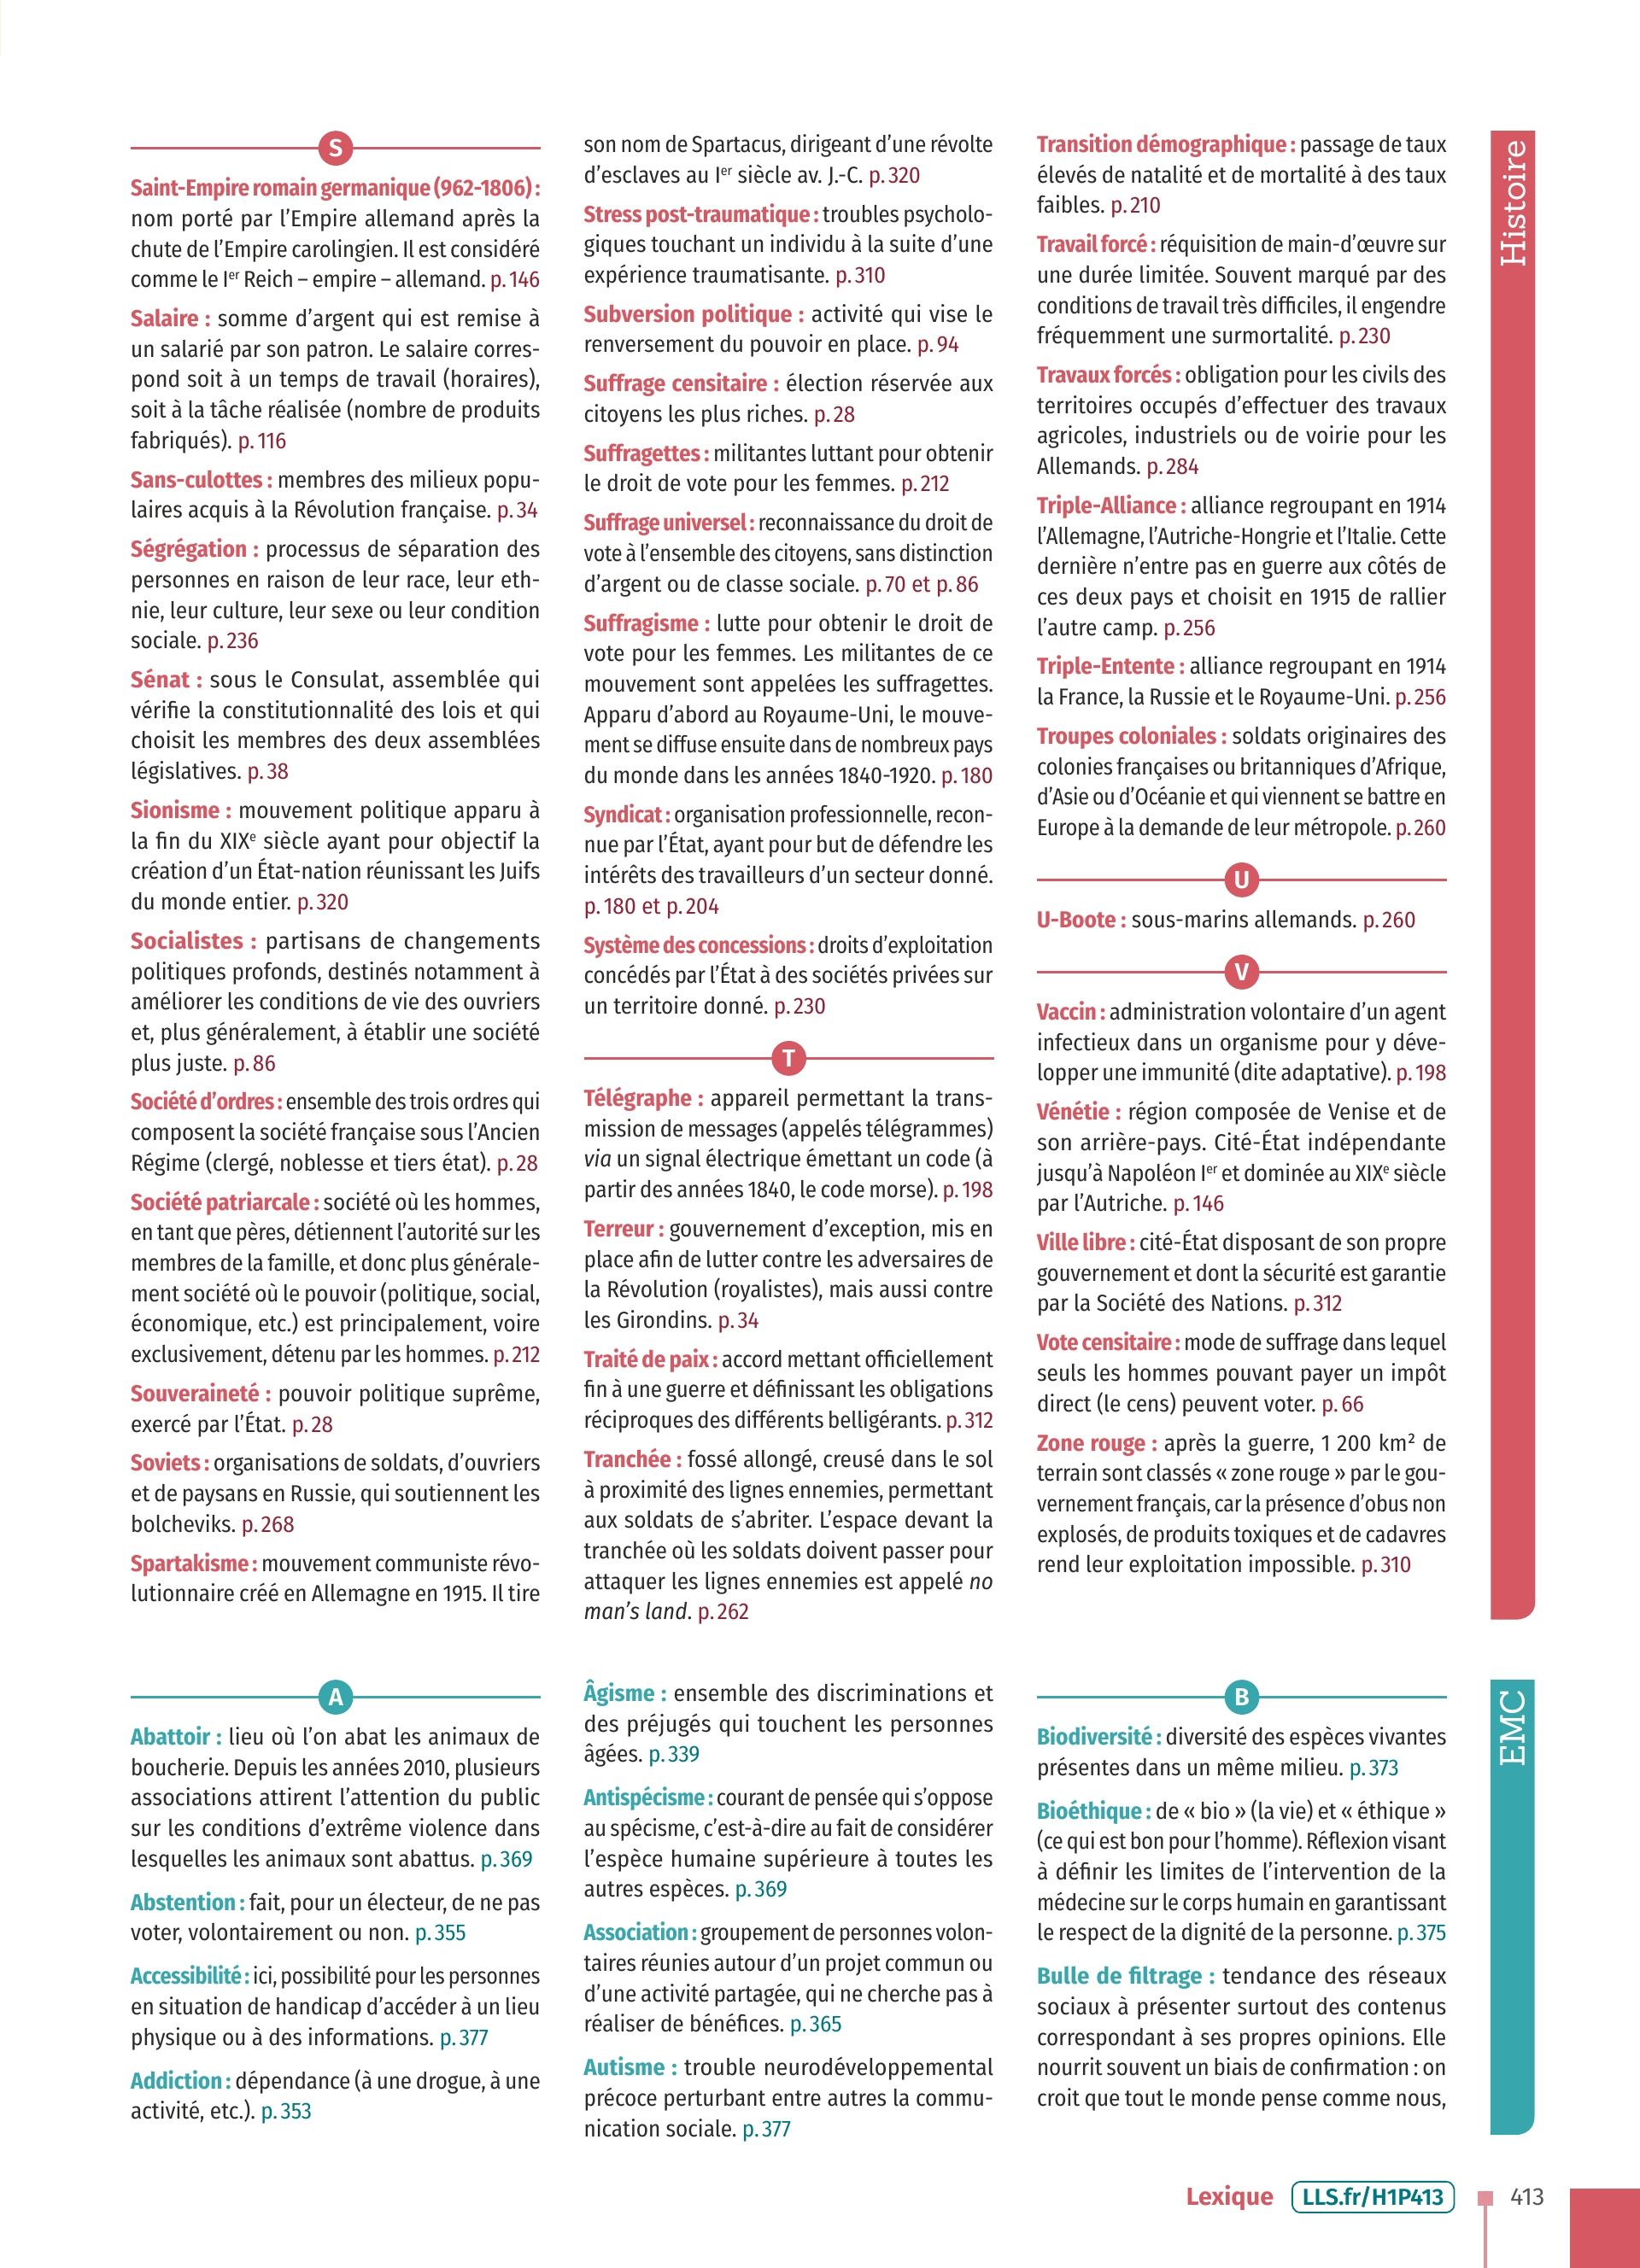 S
Saint-Empire romain germanique (962-1806) :
nom porté par l’Empire allemand après la
chute de l’Empire carolingien. Il est considéré
comme le Ier Reich – empire – allemand. p. 146
Salaire : somme d’argent qui est remise à
un salarié par son patron. Le salaire corres-
pond soit à un temps de travail (horaires),
soit à la tâche réalisée (nombre de produits
fabriqués). p. 116
Sans-culottes : membres des milieux popu-
laires acquis à la Révolution française. p. 34
Ségrégation : processus de séparation des
personnes en raison de leur race, leur eth-
nie, leur culture, leur sexe ou leur condition
sociale. p. 236
Sénat : sous le Consulat, assemblée qui
vérifie la constitutionnalité des lois et qui
choisit les membres des deux assemblées
législatives. p. 38
Sionisme : mouvement politique apparu à
la fin du XIXe siècle ayant pour objectif la
création d’un État-nation réunissant les Juifs
du monde entier. p. 320
Socialistes : partisans de changements
politiques profonds, destinés notamment à
améliorer les conditions de vie des ouvriers
et, plus généralement, à établir une société
plus juste. p. 86
Société d’ordres : ensemble des trois ordres qui
composent la société française sous l’Ancien
Régime (clergé, noblesse et tiers état). p. 28
Société patriarcale : société où les hommes,
en tant que pères, détiennent l’autorité sur les
membres de la famille, et donc plus générale-
ment société où le pouvoir (politique, social,
économique, etc.) est principalement, voire
exclusivement, détenu par les hommes. p. 212
Souveraineté : pouvoir politique suprême,
exercé par l’État. p. 28
Soviets : organisations de soldats, d’ouvriers
et de paysans en Russie, qui soutiennent les
bolcheviks. p. 268
Spartakisme : mouvement communiste révo-
lutionnaire créé en Allemagne en 1915. Il tire
son nom de Spartacus, dirigeant d’une révolte
d’esclaves au Ier siècle av. J.-C. p. 320
Stress post-traumatique : troubles psycholo-
giques touchant un individu à la suite d’une
expérience traumatisante. p. 310
Subversion politique : activité qui vise le
renversement du pouvoir en place. p. 94
Suffrage censitaire : élection réservée aux
citoyens les plus riches. p. 28
Suffragettes : militantes luttant pour obtenir
le droit de vote pour les femmes. p. 212
Suffrage universel : reconnaissance du droit de
vote à l’ensemble des citoyens, sans distinction
d’argent ou de classe sociale. p. 70 et p. 86
Suffragisme : lutte pour obtenir le droit de
vote pour les femmes. Les militantes de ce
mouvement sont appelées les suffragettes.
Apparu d’abord au Royaume-Uni, le mouve-
ment se diffuse ensuite dans de nombreux pays
du monde dans les années 1840-1920. p. 180
Syndicat : organisation professionnelle, recon-
nue par l’État, ayant pour but de défendre les
intérêts des travailleurs d’un secteur donné.
p. 180 et p. 204
Système des concessions : droits d’exploitation
concédés par l’État à des sociétés privées sur
un territoire donné. p. 230
T
Télégraphe : appareil permettant la trans-
mission de messages (appelés télégrammes)
via un signal électrique émettant un code (à
partir des années 1840, le code morse). p. 198
Terreur : gouvernement d’exception, mis en
place afin de lutter contre les adversaires de
la Révolution (royalistes), mais aussi contre
les Girondins. p. 34
Traité de paix : accord mettant officiellement
fin à une guerre et définissant les obligations
réciproques des différents belligérants. p. 312
Tranchée : fossé allongé, creusé dans le sol
à proximité des lignes ennemies, permettant
aux soldats de s’abriter. L’espace devant la
tranchée où les soldats doivent passer pour
attaquer les lignes ennemies est appelé no
man’s land. p. 262
Transition démographique : passage de taux
élevés de natalité et de mortalité à des taux
faibles. p. 210
Travail forcé : réquisition de main-d’œuvre sur
une durée limitée. Souvent marqué par des
conditions de travail très difficiles, il engendre
fréquemment une surmortalité. p. 230
Travaux forcés : obligation pour les civils des
territoires occupés d’effectuer des travaux
agricoles, industriels ou de voirie pour les
Allemands. p. 284
Triple-Alliance : alliance regroupant en 1914
l’Allemagne, l’Autriche-Hongrie et l’Italie. Cette
dernière n’entre pas en guerre aux côtés de
ces deux pays et choisit en 1915 de rallier
l’autre camp. p. 256
Triple-Entente : alliance regroupant en 1914
la France, la Russie et le Royaume-Uni. p. 256
Troupes coloniales : soldats originaires des
colonies françaises ou britanniques d’Afrique,
d’Asie ou d’Océanie et qui viennent se battre en
Europe à la demande de leur métropole. p. 260
U
U-Boote : sous-marins allemands. p. 260
V
Vaccin : administration volontaire d’un agent
infectieux dans un organisme pour y déve-
lopper une immunité (dite adaptative). p. 198
Vénétie : région composée de Venise et de
son arrière-pays. Cité-État indépendante
jusqu’à Napoléon Ier et dominée au XIXe siècle
par l’Autriche. p. 146
Ville libre : cité-État disposant de son propre
gouvernement et dont la sécurité est garantie
par la Société des Nations. p. 312
Vote censitaire : mode de suffrage dans lequel
seuls les hommes pouvant payer un impôt
direct (le cens) peuvent voter. p. 66
Zone rouge : après la guerre, 1 200 km² de
terrain sont classés « zone rouge » par le gou-
vernement français, car la présence d’obus non
explosés, de produits toxiques et de cadavres
rend leur exploitation impossible. p. 310
Histoire
A
Abattoir : lieu où l’on abat les animaux de
boucherie. Depuis les années 2010, plusieurs
associations attirent l’attention du public
sur les conditions d’extrême violence dans
lesquelles les animaux sont abattus. p. 369
Abstention : fait, pour un électeur, de ne pas
voter, volontairement ou non. p. 355
Accessibilité : ici, possibilité pour les personnes
en situation de handicap d’accéder à un lieu
physique ou à des informations. p. 377
Addiction : dépendance (à une drogue, à une
activité, etc.). p. 353
Âgisme : ensemble des discriminations et
des préjugés qui touchent les personnes
âgées. p. 339
Antispécisme : courant de pensée qui s’oppose
au spécisme, c’est-à-dire au fait de considérer
l’espèce humaine supérieure à toutes les
autres espèces. p. 369
Association : groupement de personnes volon-
taires réunies autour d’un projet commun ou
d’une activité partagée, qui ne cherche pas à
réaliser de bénéfices. p. 365
Autisme : trouble neurodéveloppemental
précoce perturbant entre autres la commu-
nication sociale. p. 377
B
Biodiversité : diversité des espèces vivantes
présentes dans un même milieu. p. 373
Bioéthique : de « bio » (la vie) et « éthique »
(ce qui est bon pour l’homme). Réflexion visant
à définir les limites de l’intervention de la
médecine sur le corps humain en garantissant
le respect de la dignité de la personne. p. 375
Bulle de filtrage : tendance des réseaux
sociaux à présenter surtout des contenus
correspondant à ses propres opinions. Elle
nourrit souvent un biais de confirmation : on
croit que tout le monde pense comme nous,
EMC
Lexique LLS.fr/H1P413 413